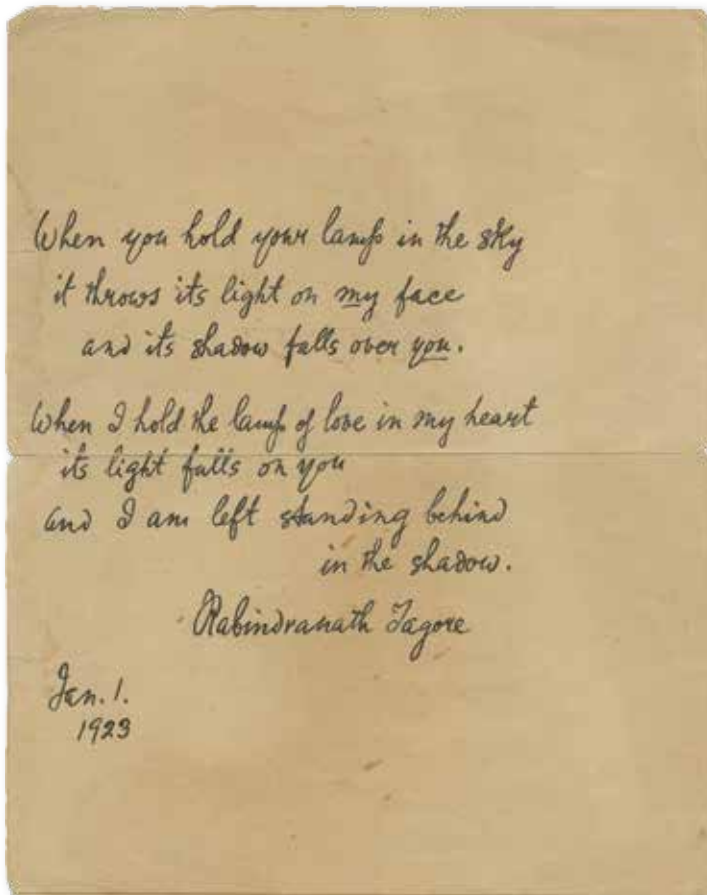 When you hold your lamp in the sky
it throws its light on my face
and its shadow falls over you.
When I hold the lamp of love in my heart
its light falls on you
and I am left standing behind
in the shadow.
Rabindranath Tagore
Jan. 1.
1923